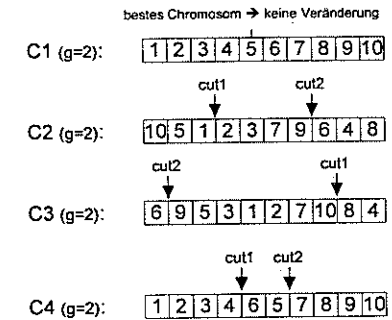 bestes Chromosom → keine Veränderung
C1 (g=2): 1 2 3 4 5 6 7 8 9 10
cut1 cut2
C2 (g=2): 10 5 1 2 3 7 9 6 4 8
cut2 cut1
C3 (g=2): 6 9 5 3 1 2 7 10 8 4
cut1 cut2
C4 (g=2): 1 2 3 4 6 5 7 8 9 10